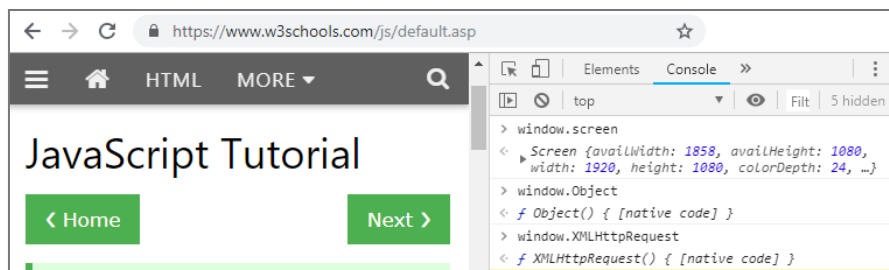 https://www.w3schools.com/js/default.asp
HTML MORE
Elements Console »
top Filt 5 hidden
JavaScript Tutorial
❮ Home Next ❯
> window.screen
Screen {availWidth: 1858, availHeight: 1080,
width: 1920, height: 1080, colorDepth: 24, …}
> window.Object
ƒ Object() { [native code] }
> window.XMLHttpRequest
ƒ XMLHttpRequest() { [native code] }